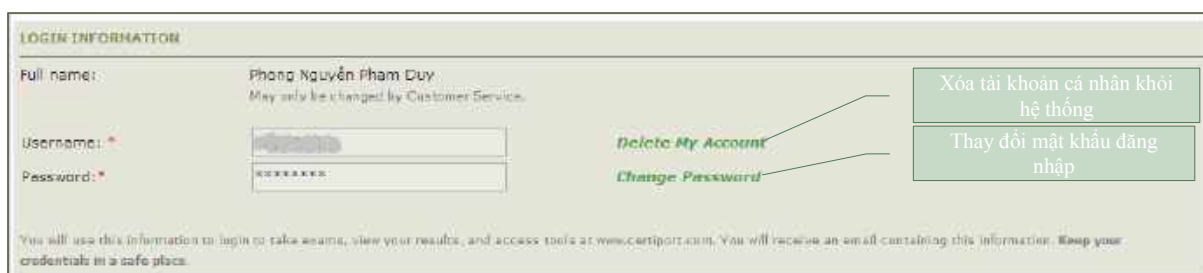 LOGIN INFORMATION
Full name: Phong Nguyễn Phạm Duy
May only be changed by Customer Service.
Xóa tài khoản cá nhân khỏi
hệ thống
Username: * Delete My Account
Thay đổi mật khẩu đăng
nhập
Password:* ******** Change Password
You will use this information to login to take exams, view your results, and access tools at www.certiport.com. You will receive an email containing this information. Keep your
credentials in a safe place.